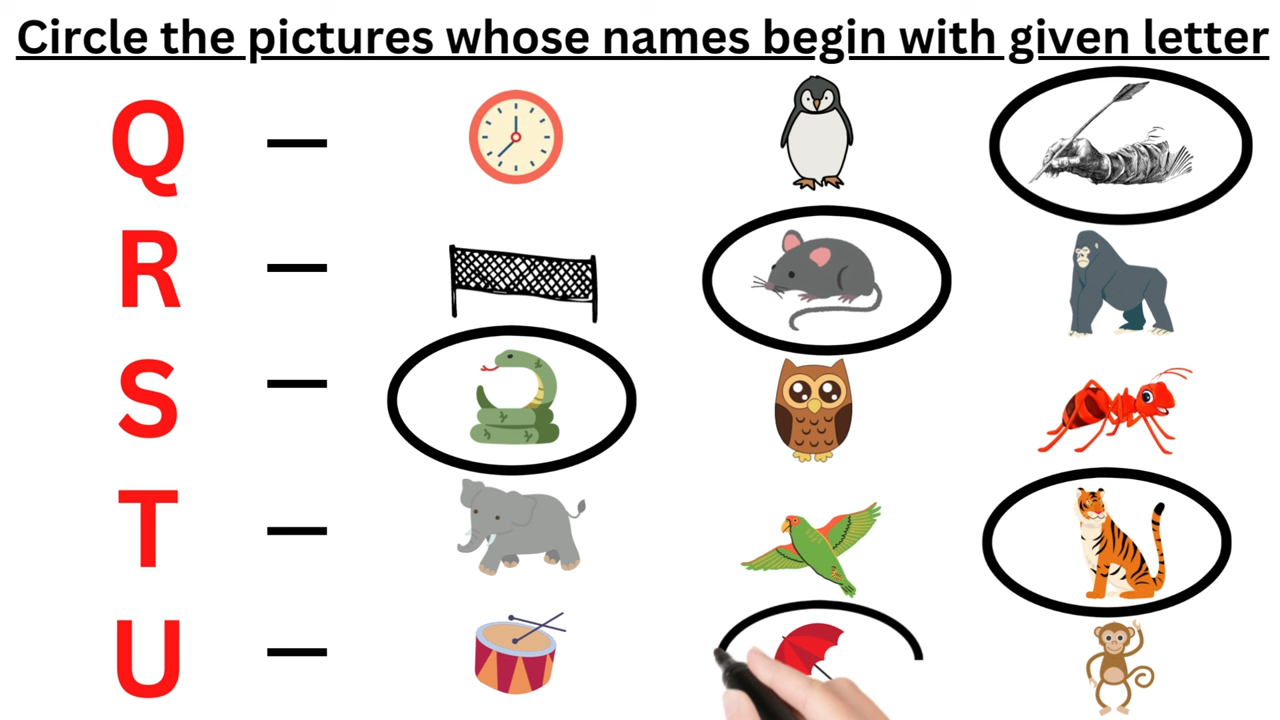 Circle the pictures whose names begin with given letter
Q –
R –
S –
T –
U –